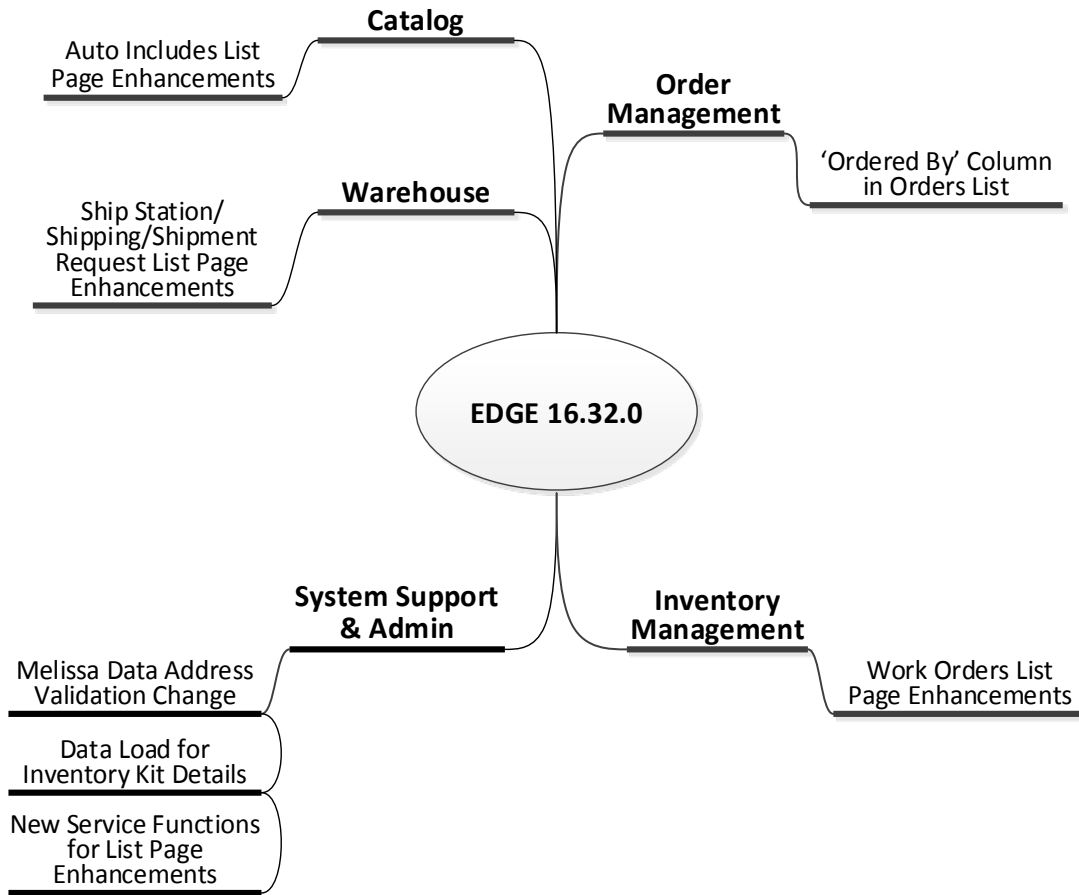 Catalog
Auto Includes List
Page Enhancements
Order
Management
‘Ordered By’ Column
in Orders List
Warehouse
Ship Station/
Shipping/Shipment
Request List Page
Enhancements
EDGE 16.32.0
System Support
& Admin
Melissa Data Address
Validation Change
Data Load for
Inventory Kit Details
New Service Functions
for List Page
Enhancements
Inventory
Management
Work Orders List
Page Enhancements